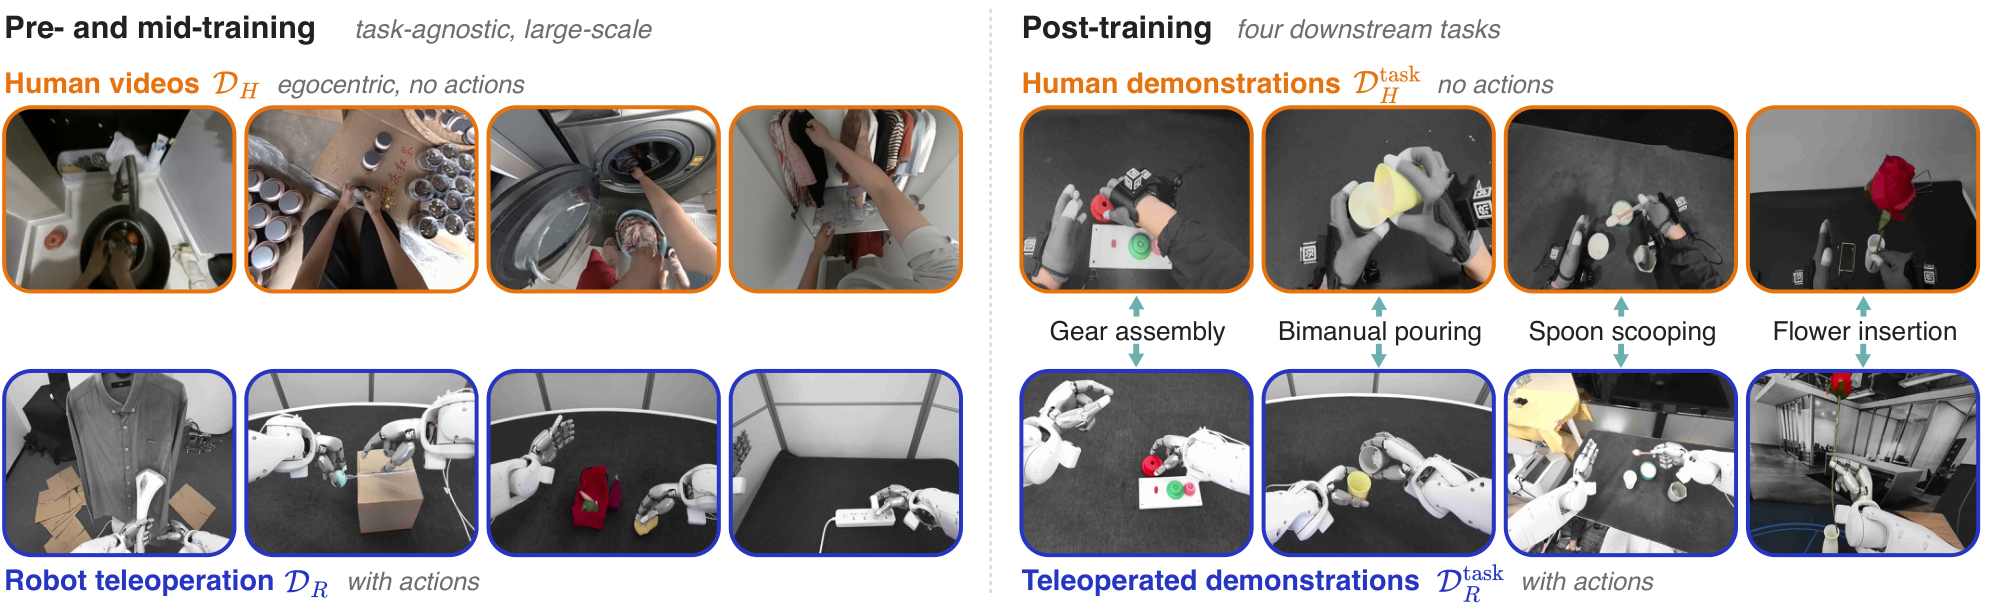 Pre- and mid-training task-agnostic, large-scale
Human videos 𝒟_H egocentric, no actions
Robot teleoperation 𝒟_R with actions
Post-training four downstream tasks
Human demonstrations 𝒟_H^task no actions
Gear assembly
Bimanual pouring
Spoon scooping
Flower insertion
Teleoperated demonstrations 𝒟_R^task with actions